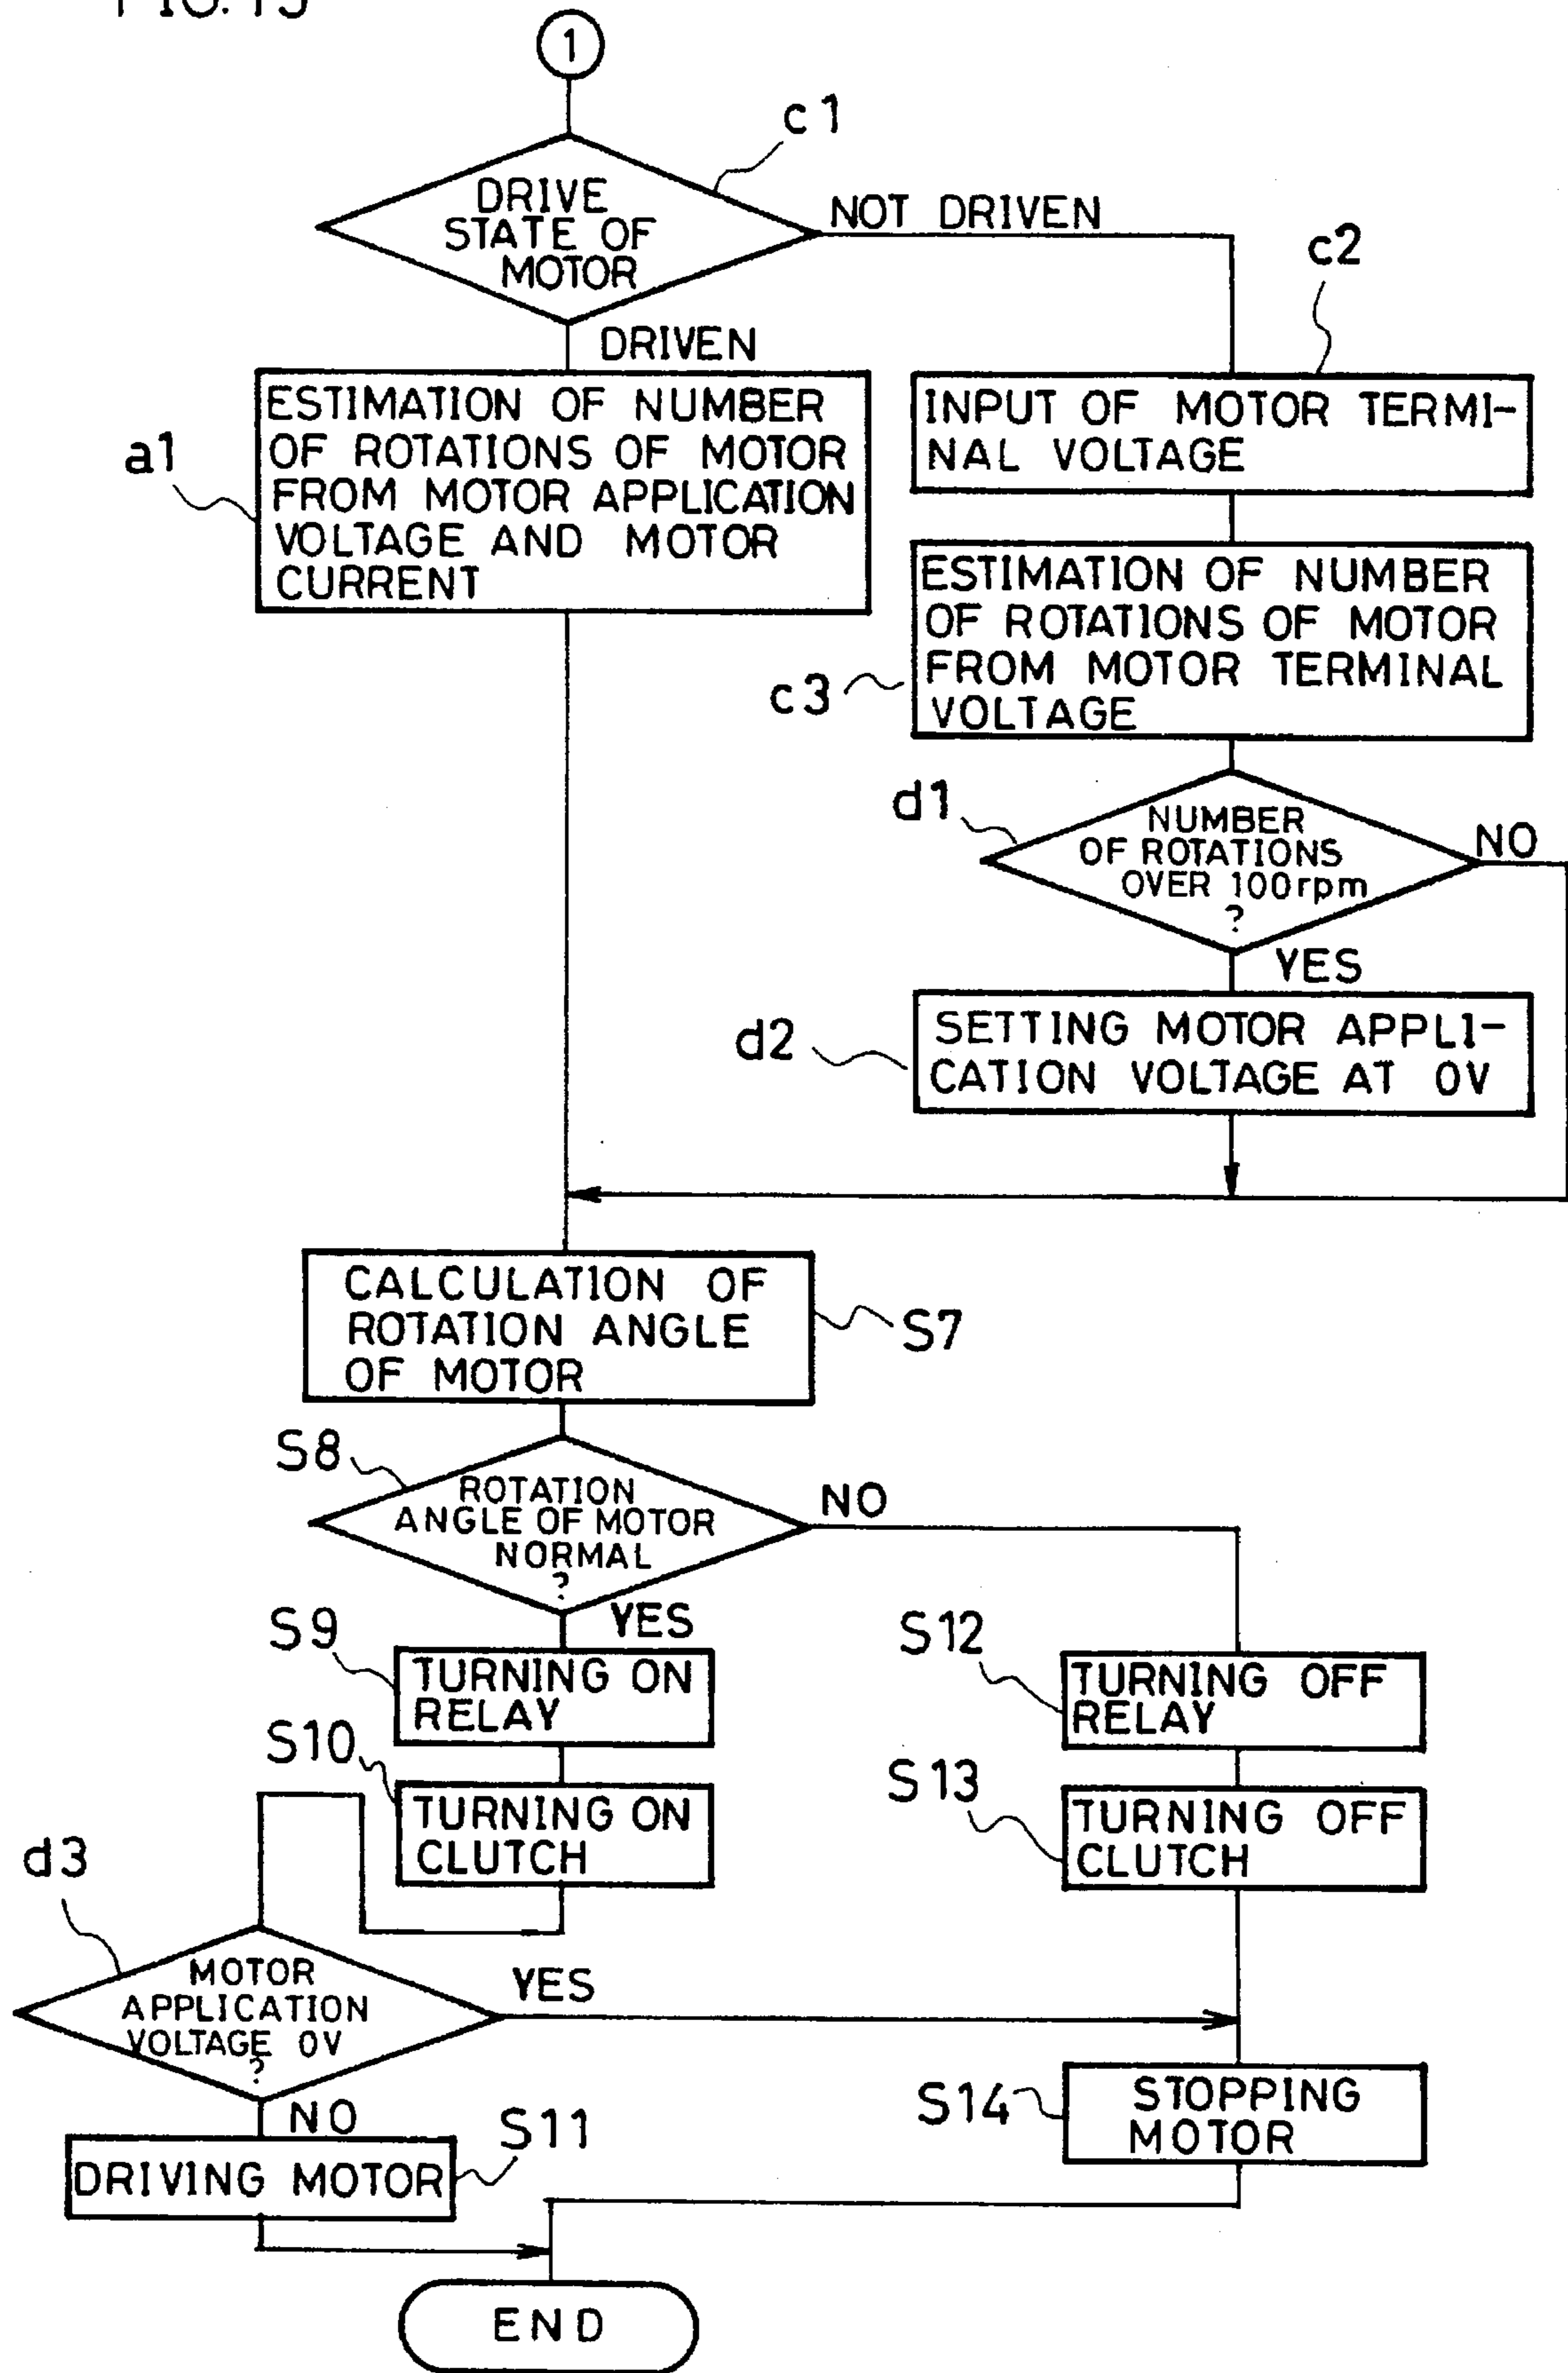 1
c1
DRIVE
STATE OF
MOTOR
NOT DRIVEN
c2
DRIVEN
a1
ESTIMATION OF NUMBER
OF ROTATIONS OF MOTOR
FROM MOTOR APPLICATION
VOLTAGE AND MOTOR
CURRENT
INPUT OF MOTOR TERMI-
NAL VOLTAGE
c3
ESTIMATION OF NUMBER
OF ROTATIONS OF MOTOR
FROM MOTOR TERMINAL
VOLTAGE
d1
NUMBER
OF ROTATIONS
OVER 100rpm
?
NO
YES
d2
SETTING MOTOR APPLI-
CATION VOLTAGE AT 0V
CALCULATION OF
ROTATION ANGLE
OF MOTOR
S7
S8
ROTATION
ANGLE OF MOTOR
NORMAL
?
NO
YES
S9
TURNING ON
RELAY
S12
TURNING OFF
RELAY
S10
TURNING ON
CLUTCH
S13
TURNING OFF
CLUTCH
d3
MOTOR
APPLICATION
VOLTAGE 0V
?
YES
NO
S11
DRIVING MOTOR
S14
STOPPING
MOTOR
END